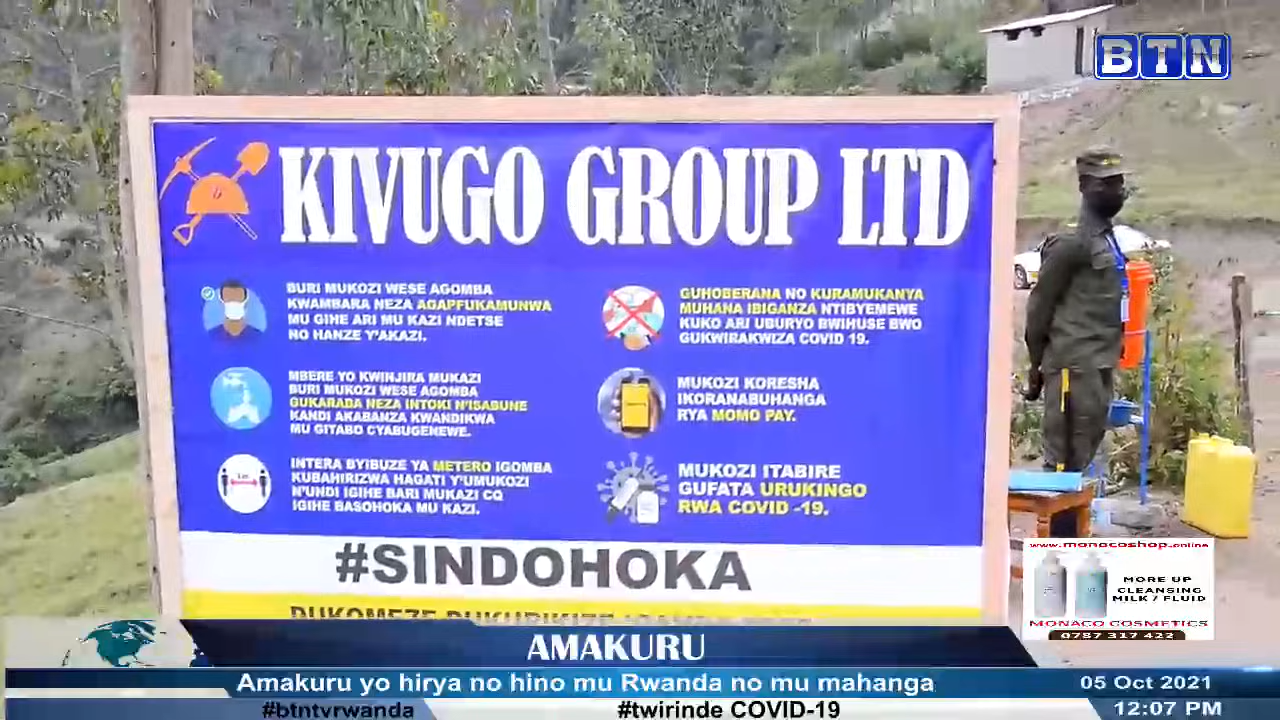 BTN
KIVUGO GROUP LTD
BURI MUKOZI WESE AGOMBA
KWAMBARA NEZA AGAPFUKAMUNWA
MU GIHE ARI MU KAZI NDETSE
NO HANZE Y'AKAZI.
MBERE YO KWINJIRA MUKAZI
BURI MUKOZI WESE AGOMBA
GUKARABA NEZA INTOKI N'ISABUNE
KANDI AKABANZA KWANDIKWA
MU GITABO CYABUGENEWE.
INTERA BYIBUZE YA METERO IGOMBA
KUBAHIRIZWA HAGATI Y'UMUKOZI
N'UNDI IGIHE BARI MUKAZI CQ
IGIHE BASOHOKA MU KAZI.
GUHOBERANA NO KURAMUKANYA
MUHANA IBIGANZA NTIBYEMEWE
KUKO ARI UBURYO BWIHUSE BWO
GUKWIRAKWIZA COVID 19.
MUKOZI KORESHA
IKORANABUHANGA
RYA MOMO PAY.
MUKOZI ITABIRE
GUFATA URUKINGO
RWA COVID -19.
#SINDOHOKA
www.monacoshop.online
MORE UP
CLEANSING
MILK / FLUID
MONACO COSMETICS
0787 317 422
AMAKURU
Amakuru yo hirya no hino mu Rwanda no mu mahanga
05 Oct 2021
#btntvrwanda
#twirinde COVID-19
12:07 PM